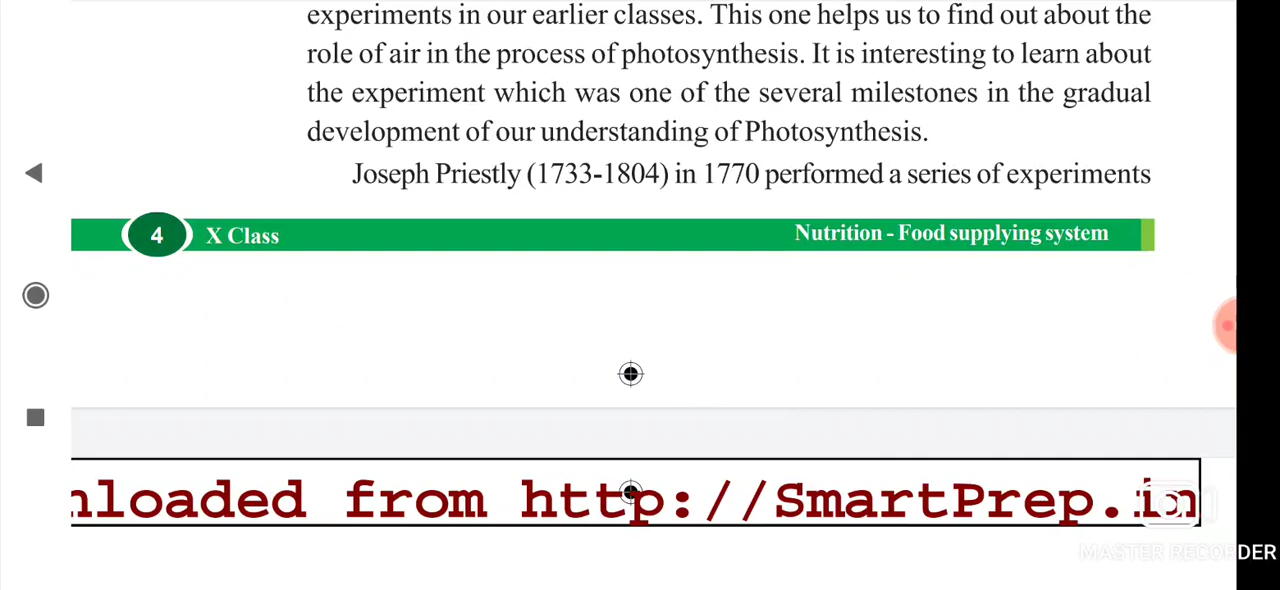 experiments in our earlier classes. This one helps us to find out about the
role of air in the process of photosynthesis. It is interesting to learn about
the experiment which was one of the several milestones in the gradual
development of our understanding of Photosynthesis.
Joseph Priestly (1733-1804) in 1770 performed a series of experiments
4 X Class Nutrition - Food supplying system
nloaded from http://SmartPrep.in
MASTER RECORDER